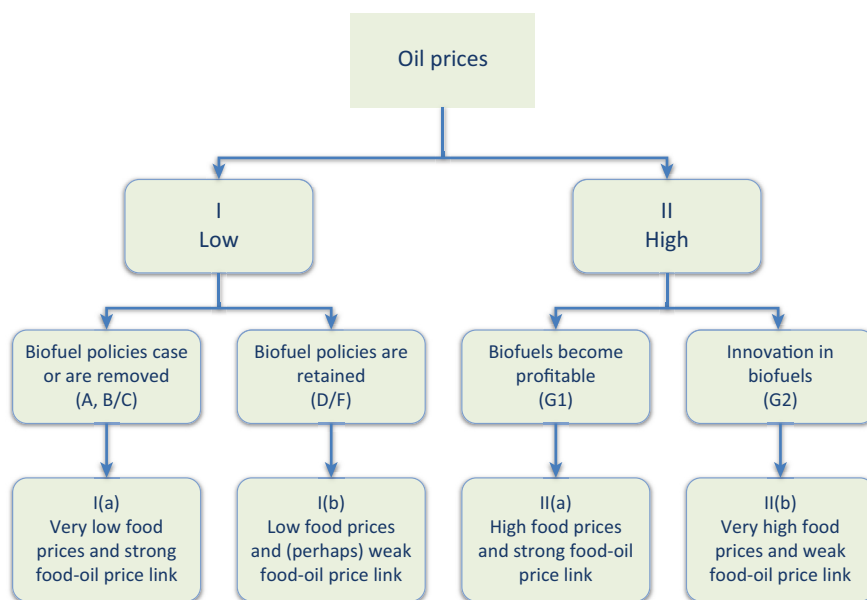 Oil prices
I
Low
II
High
Biofuel policies case
or are removed
(A, B/C)
Biofuel policies are
retained
(D/F)
Biofuels become
profitable
(G1)
Innovation in
biofuels
(G2)
I(a)
Very low food
prices and strong
food-oil price link
I(b)
Low food prices
and (perhaps) weak
food-oil price link
II(a)
High food prices
and strong food-oil
price link
II(b)
Very high food
prices and weak
food-oil price link